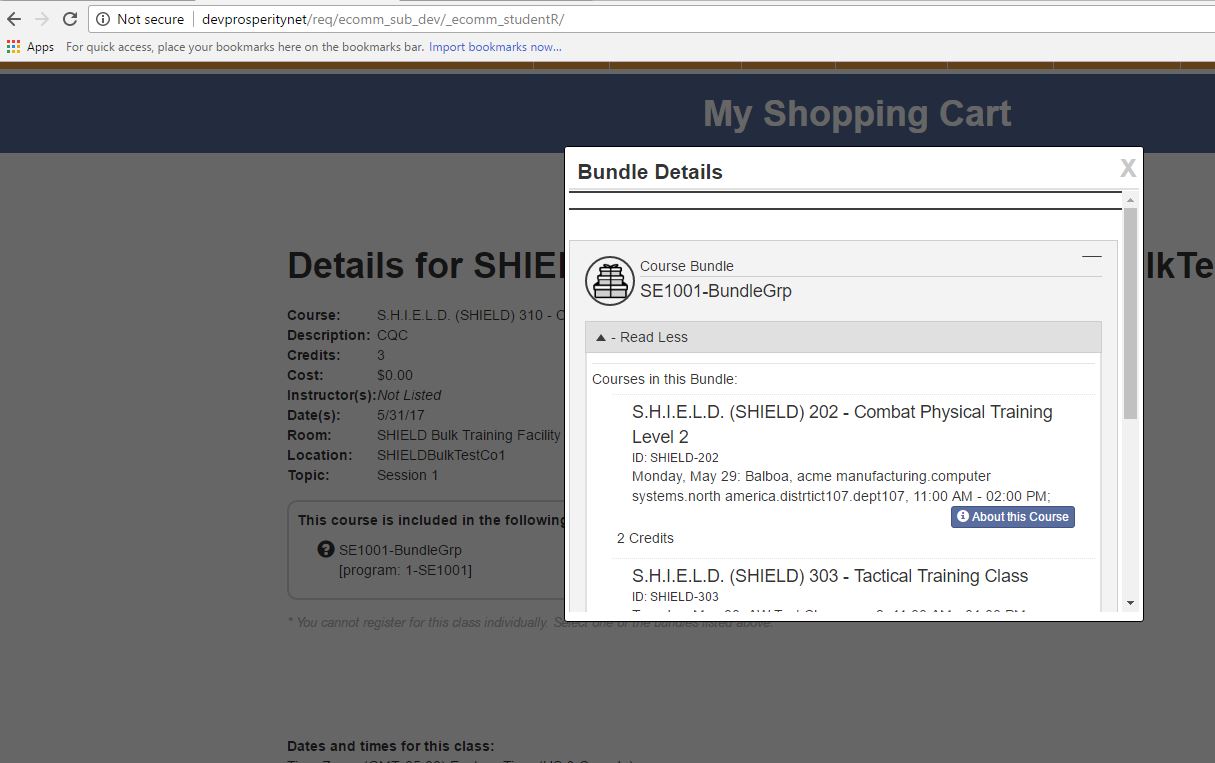 Not secure | devprosperitynet/req/ecomm_sub_dev/_ecomm_studentR/
Apps For quick access, place your bookmarks here on the bookmarks bar. Import bookmarks now...
My Shopping Cart
Bundle Details X
Course Bundle
SE1001-BundleGrp
- Read Less
Courses in this Bundle:
S.H.I.E.L.D. (SHIELD) 202 - Combat Physical Training
Level 2
ID: SHIELD-202
Monday, May 29: Balboa, acme manufacturing.computer
systems.north america.distrtict107.dept107, 11:00 AM - 02:00 PM;
About this Course
2 Credits
S.H.I.E.L.D. (SHIELD) 303 - Tactical Training Class
ID: SHIELD-303
Details for SHIE lkTe
Course: S.H.I.E.L.D. (SHIELD) 310 - C
Description: CQC
Credits: 3
Cost: $0.00
Instructor(s): Not Listed
Date(s): 5/31/17
Room: SHIELD Bulk Training Facility
Location: SHIELDBulkTestCo1
Topic: Session 1
This course is included in the following
SE1001-BundleGrp
[program: 1-SE1001]
* You cannot register for this class individually. Select one of the bundles listed above.
Dates and times for this class: